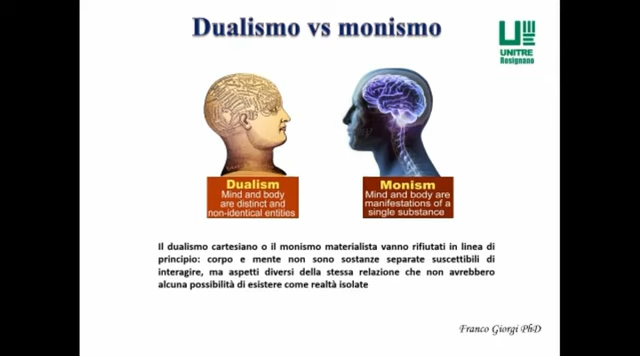 Dualismo vs monismo
UNITRE
Rosignano
Dualism
Mind and body
are distinct and
non-identical entities
Monism
Mind and body are
manifestations of a
single substance
Il dualismo cartesiano o il monismo materialista vanno rifiutati in linea di
principio: corpo e mente non sono sostanze separate suscettibili di
interagire, ma aspetti diversi della stessa relazione che non avrebbero
alcuna possibilità di esistere come realtà isolate
Franco Giorgi PhD